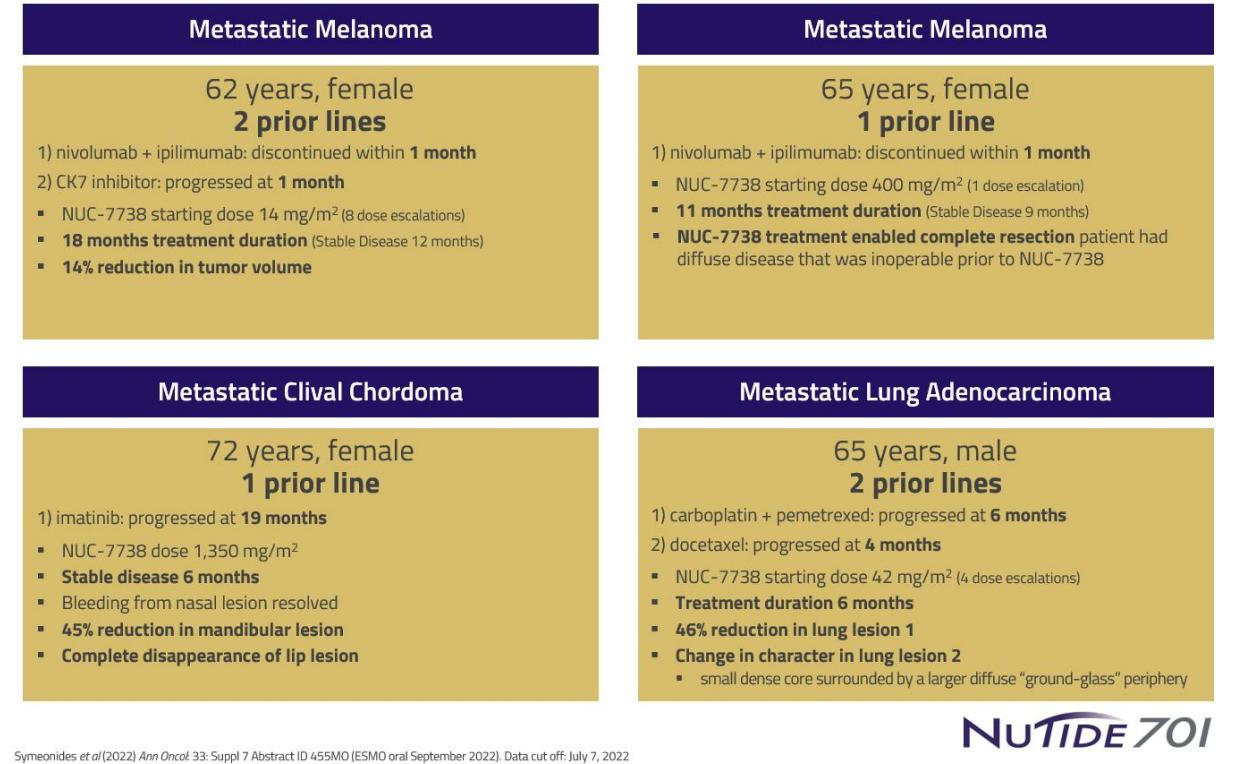 Metastatic Melanoma
62 years, female
2 prior lines
1) nivolumab + ipilimumab: discontinued within 1 month
2) CK7 inhibitor: progressed at 1 month
▪ NUC-7738 starting dose 14 mg/m² (8 dose escalations)
▪ 18 months treatment duration (Stable Disease 12 months)
▪ 14% reduction in tumor volume
Metastatic Melanoma
65 years, female
1 prior line
1) nivolumab + ipilimumab: discontinued within 1 month
▪ NUC-7738 starting dose 400 mg/m² (1 dose escalation)
▪ 11 months treatment duration (Stable Disease 9 months)
▪ NUC-7738 treatment enabled complete resection patient had
diffuse disease that was inoperable prior to NUC-7738
Metastatic Clival Chordoma
72 years, female
1 prior line
1) imatinib: progressed at 19 months
▪ NUC-7738 dose 1,350 mg/m²
▪ Stable disease 6 months
▪ Bleeding from nasal lesion resolved
▪ 45% reduction in mandibular lesion
▪ Complete disappearance of lip lesion
Metastatic Lung Adenocarcinoma
65 years, male
2 prior lines
1) carboplatin + pemetrexed: progressed at 6 months
2) docetaxel: progressed at 4 months
▪ NUC-7738 starting dose 42 mg/m² (4 dose escalations)
▪ Treatment duration 6 months
▪ 46% reduction in lung lesion 1
▪ Change in character in lung lesion 2
▪ small dense core surrounded by a larger diffuse “ground-glass” periphery
NUTIDE 701
Symeonides et al (2022) Ann Oncol: 33: Suppl 7 Abstract ID 455MO (ESMO oral September 2022). Data cut off: July 7, 2022